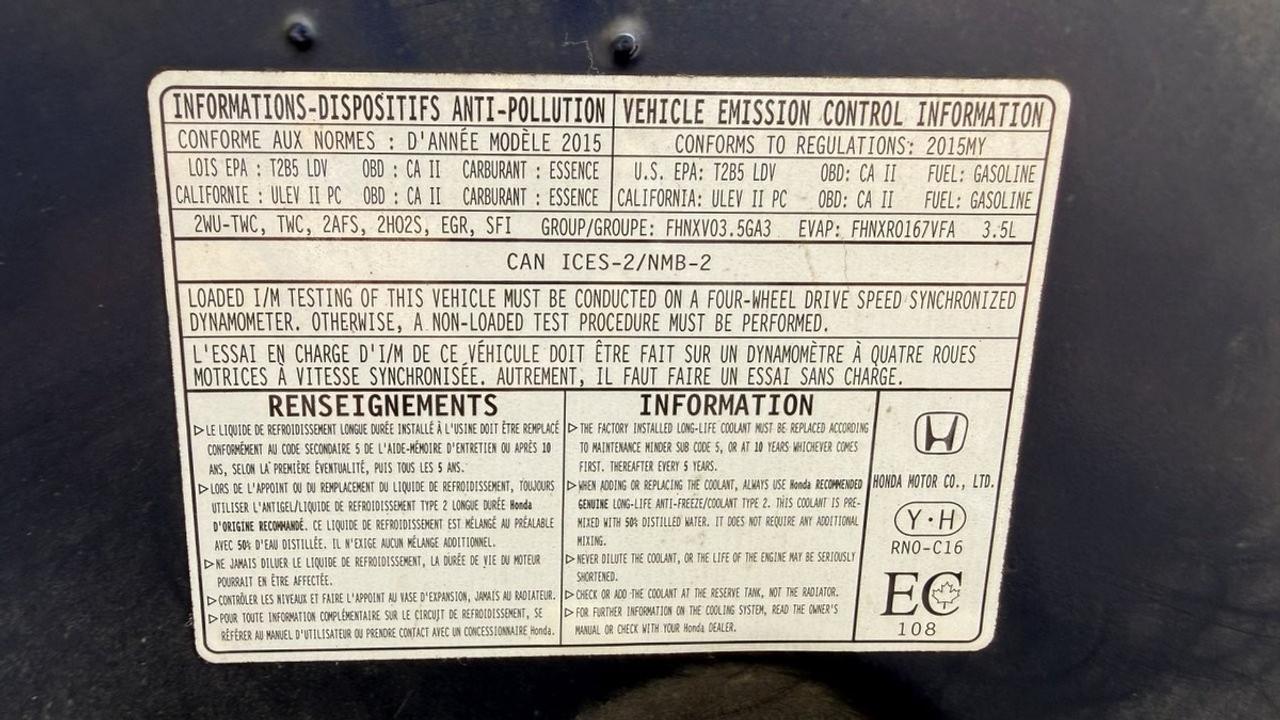 INFORMATIONS-DISPOSITIFS ANTI-POLLUTION
CONFORME AUX NORMES : D'ANNÉE MODÈLE 2015
LOIS EPA : T2B5 LDV OBD : CA II CARBURANT : ESSENCE
CALIFORNIE : ULEV II PC OBD : CA II CARBURANT : ESSENCE
VEHICLE EMISSION CONTROL INFORMATION
CONFORMS TO REGULATIONS: 2015MY
U.S. EPA: T2B5 LDV OBD: CA II FUEL: GASOLINE
CALIFORNIA: ULEV II PC OBD: CA II FUEL: GASOLINE
2WU-TWC, TWC, 2AFS, 2HO2S, EGR, SFI GROUP/GROUPE: FHNXV03.5GA3 EVAP: FHNXR0167VFA 3.5L
CAN ICES-2/NMB-2
LOADED I/M TESTING OF THIS VEHICLE MUST BE CONDUCTED ON A FOUR-WHEEL DRIVE SPEED SYNCHRONIZED
DYNAMOMETER. OTHERWISE, A NON-LOADED TEST PROCEDURE MUST BE PERFORMED.
L'ESSAI EN CHARGE D'I/M DE CE VÉHICULE DOIT ÊTRE FAIT SUR UN DYNAMOMÈTRE À QUATRE ROUES
MOTRICES À VITESSE SYNCHRONISÉE. AUTREMENT, IL FAUT FAIRE UN ESSAI SANS CHARGE.
RENSEIGNEMENTS
▷LE LIQUIDE DE REFROIDISSEMENT LONGUE DURÉE INSTALLÉ À L'USINE DOIT ÊTRE REMPLACÉ
CONFORMÉMENT AU CODE SECONDAIRE 5 DE L'AIDE-MÉMOIRE D'ENTRETIEN OU APRÈS 10
ANS, SELON LA PREMIÈRE ÉVENTUALITÉ, PUIS TOUS LES 5 ANS.
▷LORS DE L'APPOINT OU DU REMPLACEMENT DU LIQUIDE DE REFROIDISSEMENT, TOUJOURS
UTILISER L'ANTIGEL/LIQUIDE DE REFROIDISSEMENT TYPE 2 LONGUE DURÉE Honda
D'ORIGINE RECOMMANDÉ. CE LIQUIDE DE REFROIDISSEMENT EST MÉLANGÉ AU PRÉALABLE
AVEC 50% D'EAU DISTILLÉE. IL N'EXIGE AUCUN MÉLANGE ADDITIONNEL.
▷NE JAMAIS DILUER LE LIQUIDE DE REFROIDISSEMENT, LA DURÉE DE VIE DU MOTEUR
POURRAIT EN ÊTRE AFFECTÉE.
▷CONTRÔLER LES NIVEAUX ET FAIRE L'APPOINT AU VASE D'EXPANSION, JAMAIS AU RADIATEUR.
▷POUR TOUTE INFORMATION COMPLÉMENTAIRE SUR LE CIRCUIT DE REFROIDISSEMENT, SE
RÉFÉRER AU MANUEL D'UTILISATEUR OU PRENDRE CONTACT AVEC UN CONCESSIONNAIRE Honda.
INFORMATION
▷THE FACTORY INSTALLED LONG-LIFE COOLANT MUST BE REPLACED ACCORDING
TO MAINTENANCE MINDER SUB CODE 5, OR AT 10 YEARS WHICHEVER COMES
FIRST. THEREAFTER EVERY 5 YEARS.
▷WHEN ADDING OR REPLACING THE COOLANT, ALWAYS USE Honda RECOMMENDED
GENUINE LONG-LIFE ANTI-FREEZE/COOLANT TYPE 2. THIS COOLANT IS PRE-
MIXED WITH 50% DISTILLED WATER. IT DOES NOT REQUIRE ANY ADDITIONAL
MIXING.
▷NEVER DILUTE THE COOLANT, OR THE LIFE OF THE ENGINE MAY BE SERIOUSLY
SHORTENED.
▷CHECK OR ADD THE COOLANT AT THE RESERVE TANK, NOT THE RADIATOR.
▷FOR FURTHER INFORMATION ON THE COOLING SYSTEM, READ THE OWNER'S
MANUAL OR CHECK WITH YOUR Honda DEALER.
HONDA MOTOR CO., LTD.
Y·H
RNO-C16
EC
108